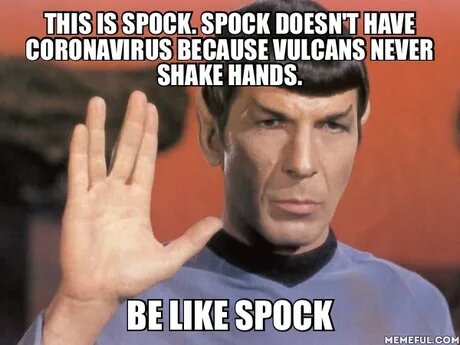 THIS IS SPOCK. SPOCK DOESN'T HAVE
CORONAVIRUS BECAUSE VULCANS NEVER
SHAKE HANDS.
BE LIKE SPOCK
MEMEFUL.COM